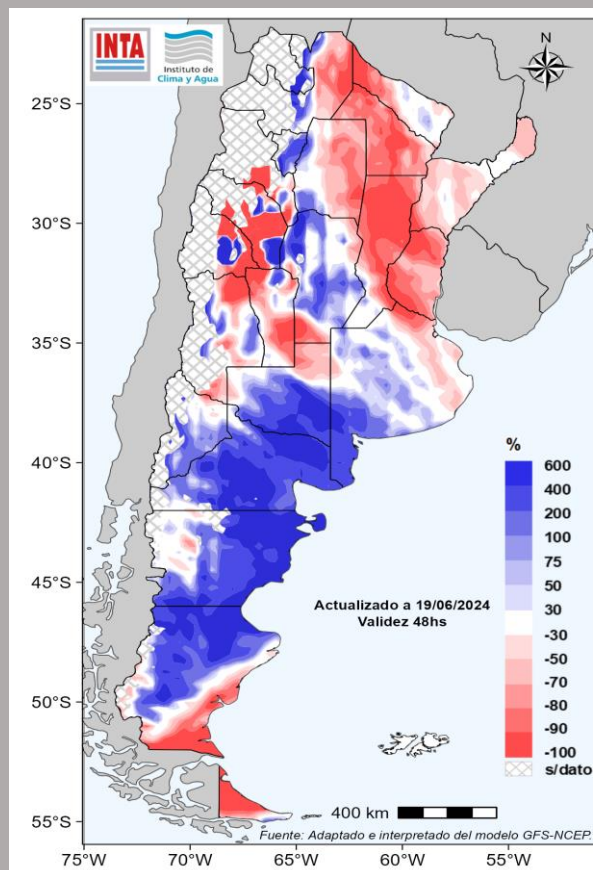 INTA
Instituto de
Clima y Agua
N
25°S
30°S
35°S
40°S
45°S
50°S
55°S
%
600
400
200
100
75
50
30
-30
-50
-70
-90
-100
s/dato
Actualizado a 19/06/2024
Validez 48hs
400 km
Fuente: Adaptado e interpretado del modelo GFS-NCEP.
75°W
70°W
65°W
60°W
55°W